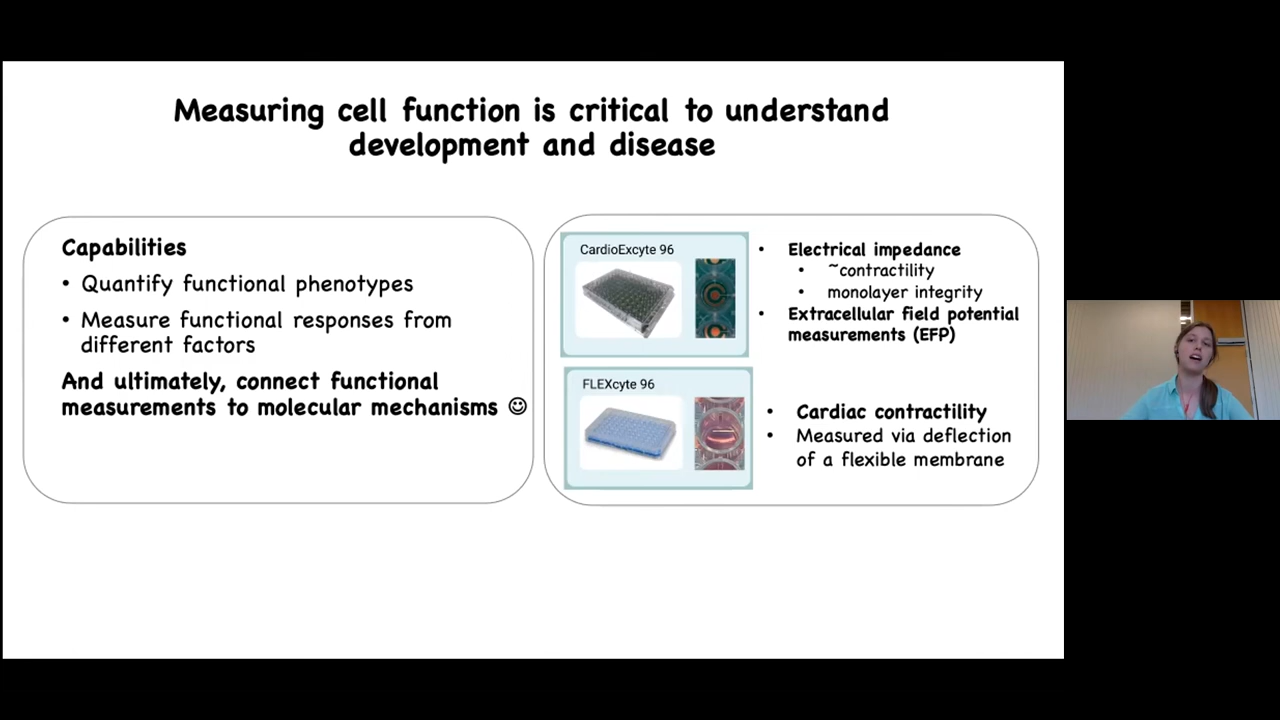 Measuring cell function is critical to understand
development and disease
Capabilities
• Quantify functional phenotypes
• Measure functional responses from
different factors
And ultimately, connect functional
measurements to molecular mechanisms ☺
CardioExcyte 96
• Electrical impedance
• ~contractility
• monolayer integrity
• Extracellular field potential
measurements (EFP)
FLEXcyte 96
• Cardiac contractility
• Measured via deflection
of a flexible membrane